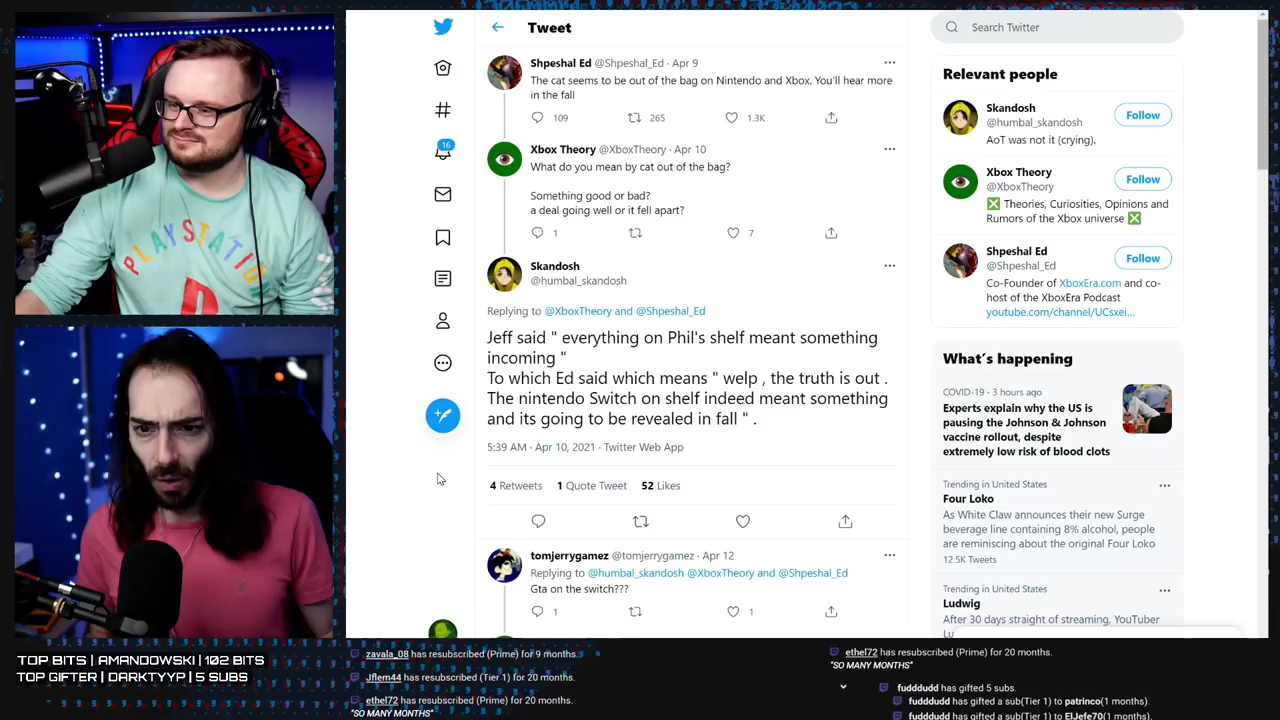 PLAYSTATIO
TOP BITS | AMANDOWSKI | 102 BITS
TOP GIFTER | DARKTYYP | 5 SUBS
16
Tweet
Shpeshal Ed @Shpeshal_Ed · Apr 9
The cat seems to be out of the bag on Nintendo and Xbox. You'll hear more
in the fall
109 265 1.3K
Xbox Theory @XboxTheory · Apr 10
What do you mean by cat out of the bag?
Something good or bad?
a deal going well or it fell apart?
1 7
Skandosh
@humbal_skandosh
Replying to @XboxTheory and @Shpeshal_Ed
Jeff said " everything on Phil's shelf meant something
incoming "
To which Ed said which means " welp , the truth is out .
The nintendo Switch on shelf indeed meant something
and its going to be revealed in fall " .
5:39 AM · Apr 10, 2021 · Twitter Web App
4 Retweets 1 Quote Tweet 52 Likes
tomjerrygamez @tomjerrygamez · Apr 12
Replying to @humbal_skandosh @XboxTheory and @Shpeshal_Ed
Gta on the switch???
1 1
Search Twitter
Relevant people
Skandosh
@humbal_skandosh
Follow
AoT was not it (crying).
Xbox Theory
@XboxTheory
Follow
❎ Theories, Curiosities, Opinions and
Rumors of the Xbox universe ❎
Shpeshal Ed
@Shpeshal_Ed
Follow
Co-Founder of XboxEra.com and co-
host of the XboxEra Podcast
youtube.com/channel/UCsxei...
What's happening
COVID-19 · 3 hours ago
Experts explain why the US is
pausing the Johnson & Johnson
vaccine rollout, despite
extremely low risk of blood clots
Trending in United States
Four Loko
As White Claw announces their new Surge
beverage line containing 8% alcohol, people
are reminiscing about the original Four Loko
12.5K Tweets
Trending in United States
Ludwig
After 30 days straight of streaming, YouTuber
zavala_08 has resubscribed (Prime) for 9 months.
Jflem44 has resubscribed (Tier 1) for 20 months.
ethel72 has resubscribed (Prime) for 20 months.
"SO MANY MONTHS"
ethel72 has resubscribed (Prime) for 20 months.
"SO MANY MONTHS"
fudddudd has gifted 5 subs.
fudddudd has gifted a sub(Tier 1) to patrinco(1 months).
fudddudd has gifted a sub(Tier 1) to ElJefe70(1 months).